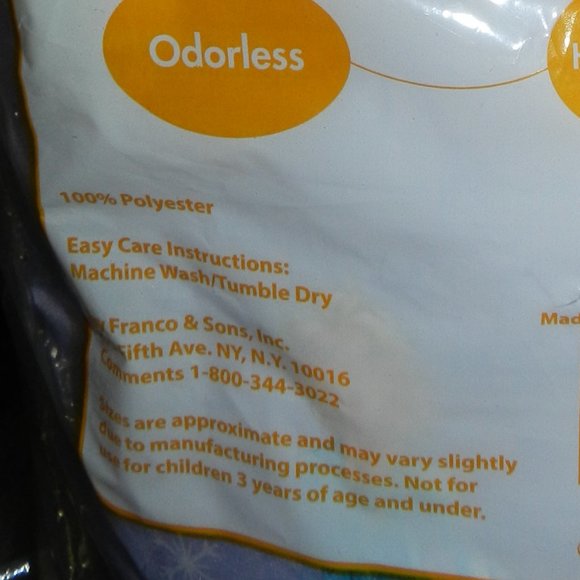 Odorless
100% Polyester
Easy Care Instructions:
Machine Wash/Tumble Dry
Franco & Sons, Inc.
Fifth Ave. NY, N.Y. 10016
Comments 1-800-344-3022
Sizes are approximate and may vary slightly
due to manufacturing processes. Not for
use for children 3 years of age and under.